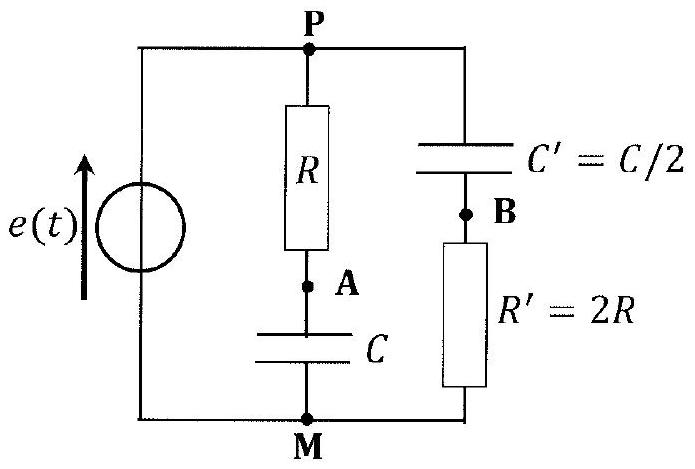 P
R
C′ = C/2
B
e(t)
A
R′ = 2R
C
M